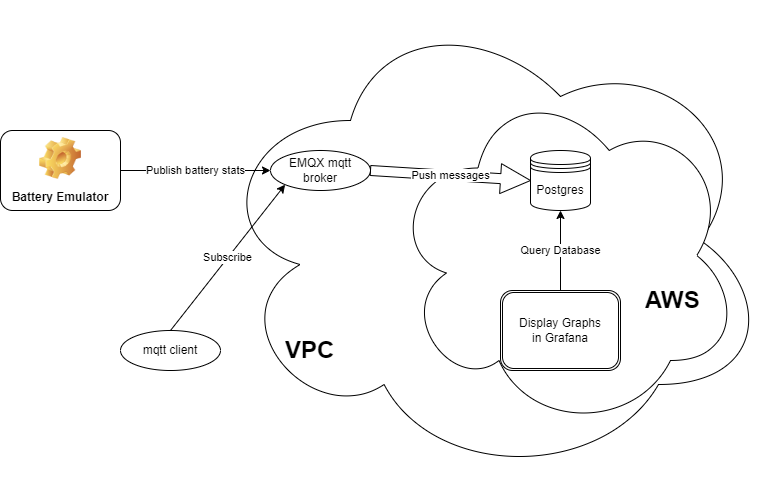 EMQX mqtt
broker
Publish battery stats
Push messages
Postgres
Battery Emulator
Query Database
Subscribe
AWS
Display Graphs
in Grafana
mqtt client
VPC